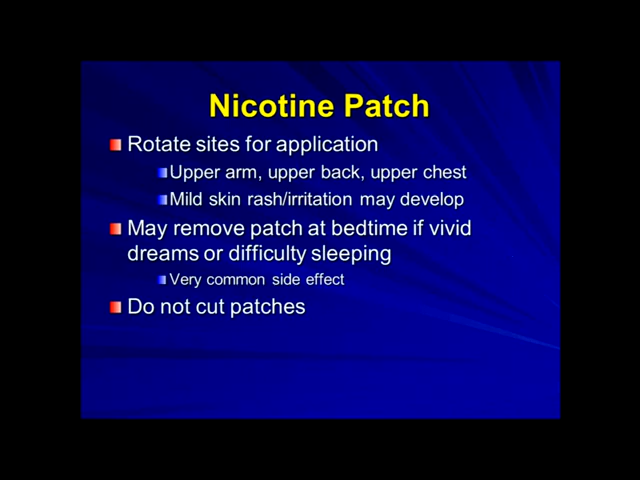 Nicotine Patch
Rotate sites for application
Upper arm, upper back, upper chest
Mild skin rash/irritation may develop
May remove patch at bedtime if vivid
dreams or difficulty sleeping
Very common side effect
Do not cut patches